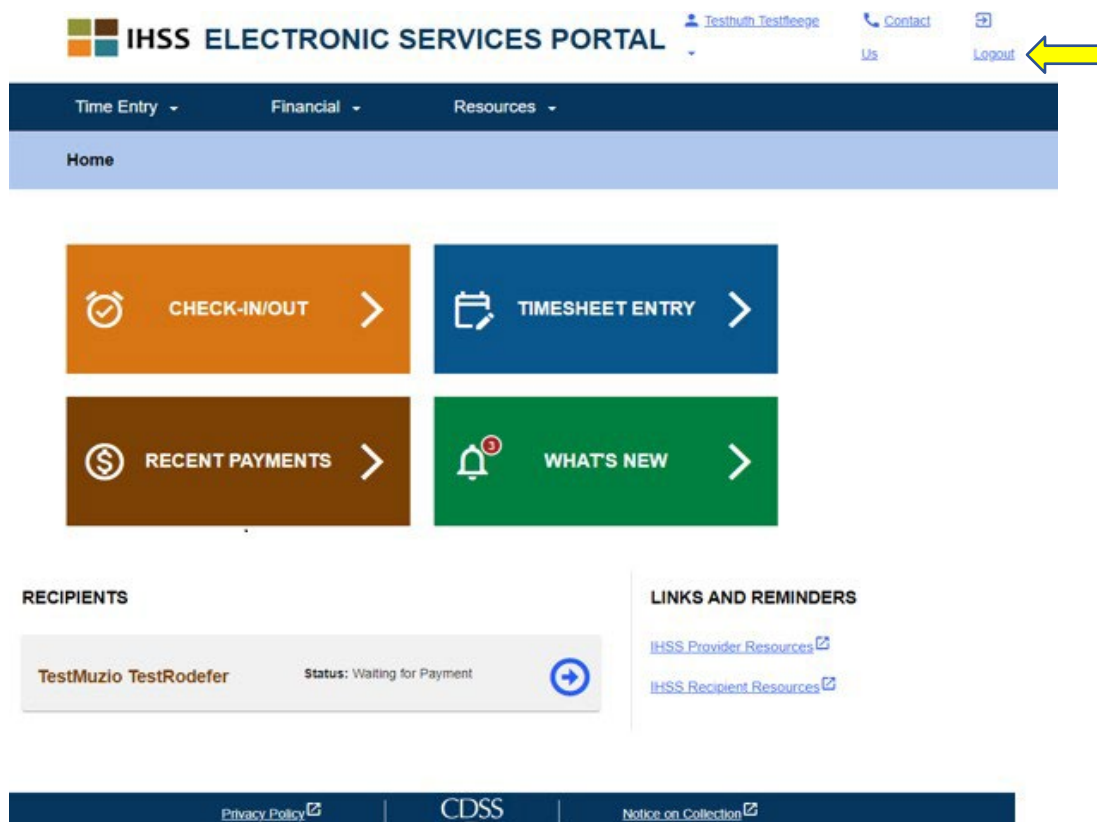 IHSS ELECTRONIC SERVICES PORTAL
Testhuth Testfleege
Contact Us
Logout
Time Entry
Financial
Resources
Home
CHECK-IN/OUT
TIMESHEET ENTRY
RECENT PAYMENTS
3
WHAT'S NEW
RECIPIENTS
LINKS AND REMINDERS
TestMuzio TestRodefer
Status: Waiting for Payment
IHSS Provider Resources
IHSS Recipient Resources
Privacy Policy
CDSS
Notice on Collection